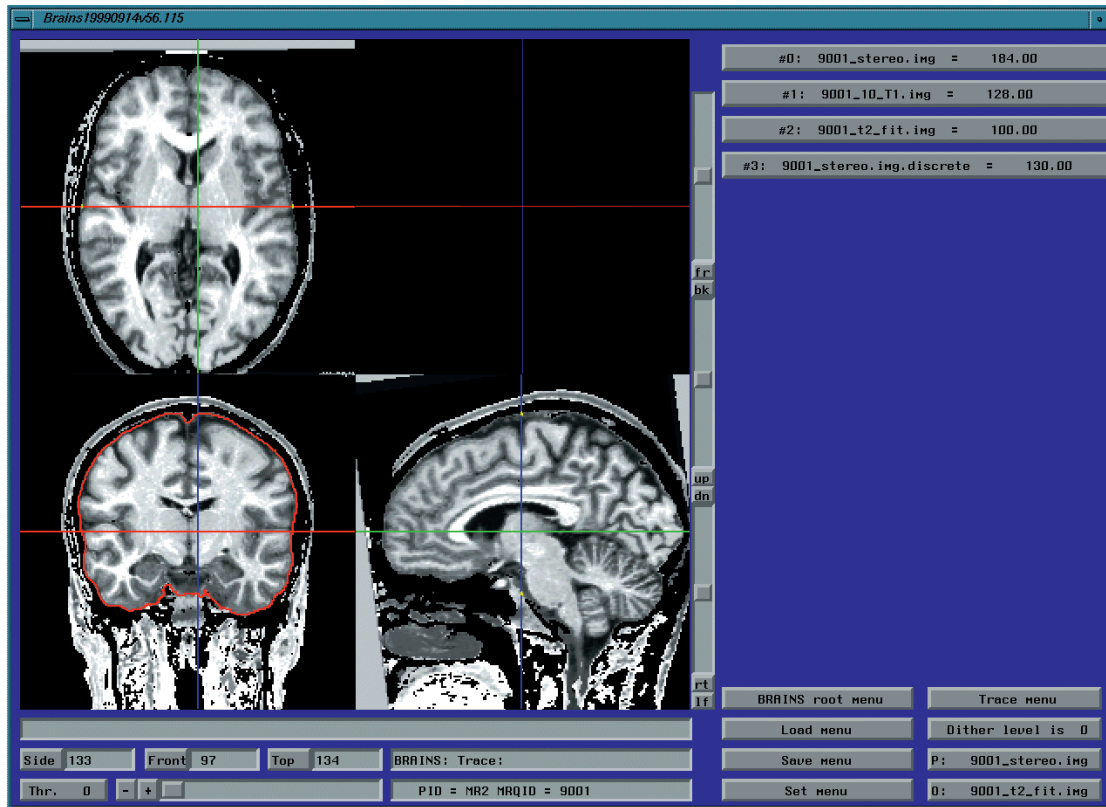 Brains19990914v56.115
#0: 9001_stereo.img = 184.00
#1: 9001_10_T1.img = 128.00
#2: 9001_t2_fit.img = 100.00
#3: 9001_stereo.img.discrete = 130.00
fr
bk
up
dn
rt
lf
BRAINS root menu Trace menu
Load menu Dither level is 0
Side 133 Front 97 Top 134 BRAINS: Trace: Save menu P: 9001_stereo.img
Thr. 0 - + PID = MR2 MRQID = 9001 Set menu O: 9001_t2_fit.img